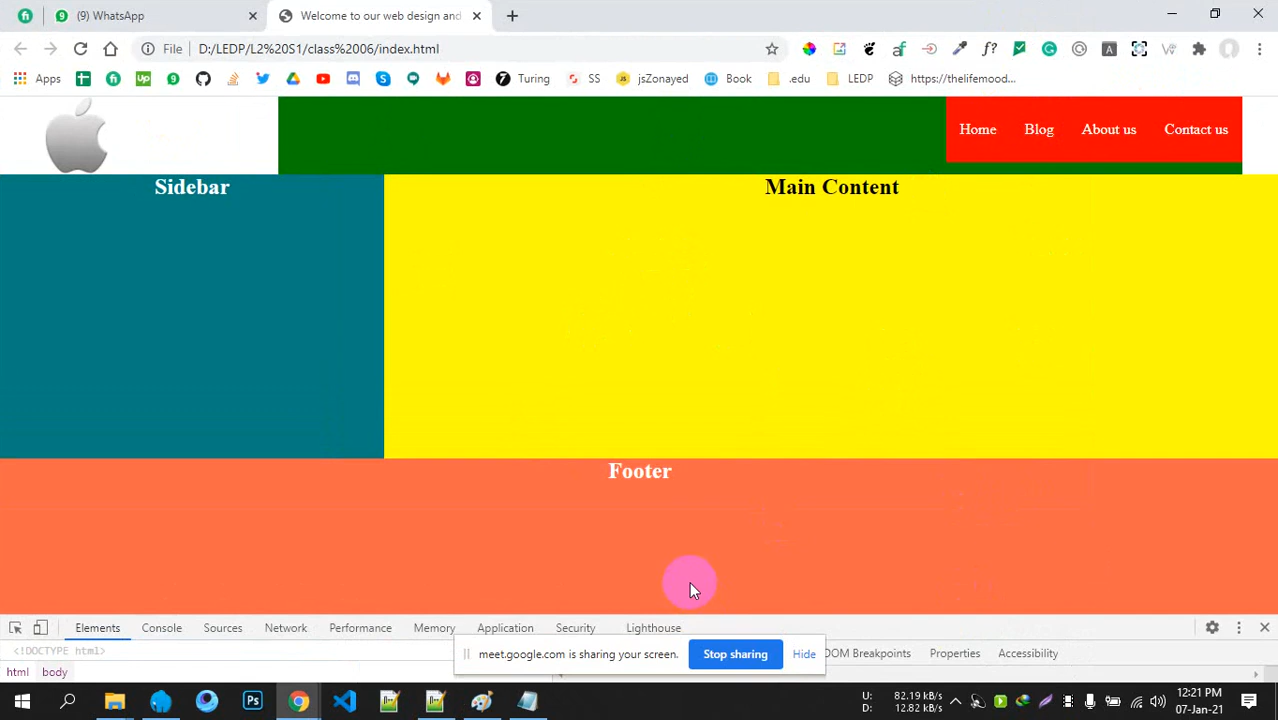 (9) WhatsApp
Welcome to our web design and
File D:/LEDP/L2%20S1/class%2006/index.html
Apps
Up
Turing
SS
jsZonayed
Book
.edu
LEDP
https://thelifemood...
Home Blog About us Contact us
Sidebar
Main Content
Footer
Elements Console Sources Network Performance Memory Application Security Lighthouse
<!DOCTYPE html>
meet.google.com is sharing your screen. Stop sharing Hide
OM Breakpoints Properties Accessibility
html body
U: 82.19 kB/s
D: 12.82 kB/s
12:21 PM
07-Jan-21